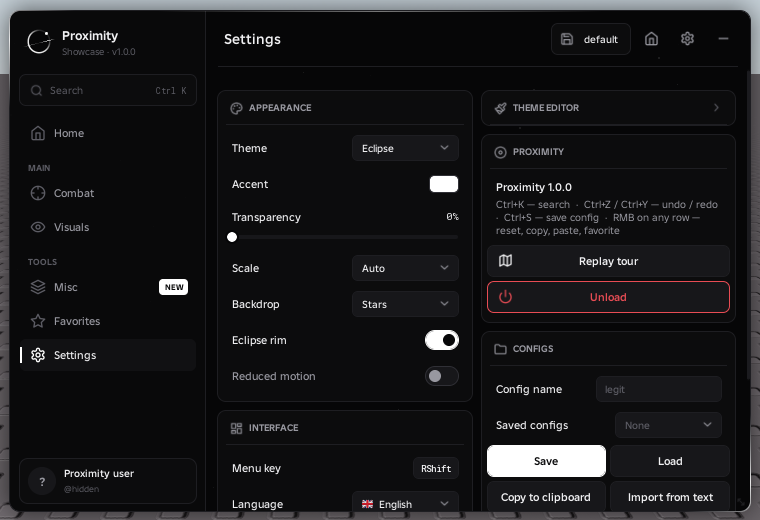 Proximity
Showcase · v1.0.0
Search
Ctrl K
Home
MAIN
Combat
Visuals
TOOLS
Misc
NEW
Favorites
Settings
?
Proximity user
@hidden
Settings
default
APPEARANCE
Theme
Eclipse
Accent
Transparency
0%
Scale
Auto
Backdrop
Stars
Eclipse rim
Reduced motion
INTERFACE
Menu key
RShift
Language
English
THEME EDITOR
PROXIMITY
Proximity 1.0.0
Ctrl+K — search · Ctrl+Z / Ctrl+Y — undo / redo
· Ctrl+S — save config · RMB on any row —
reset, copy, paste, favorite
Replay tour
Unload
CONFIGS
Config name
legit
Saved configs
None
Save
Load
Copy to clipboard
Import from text